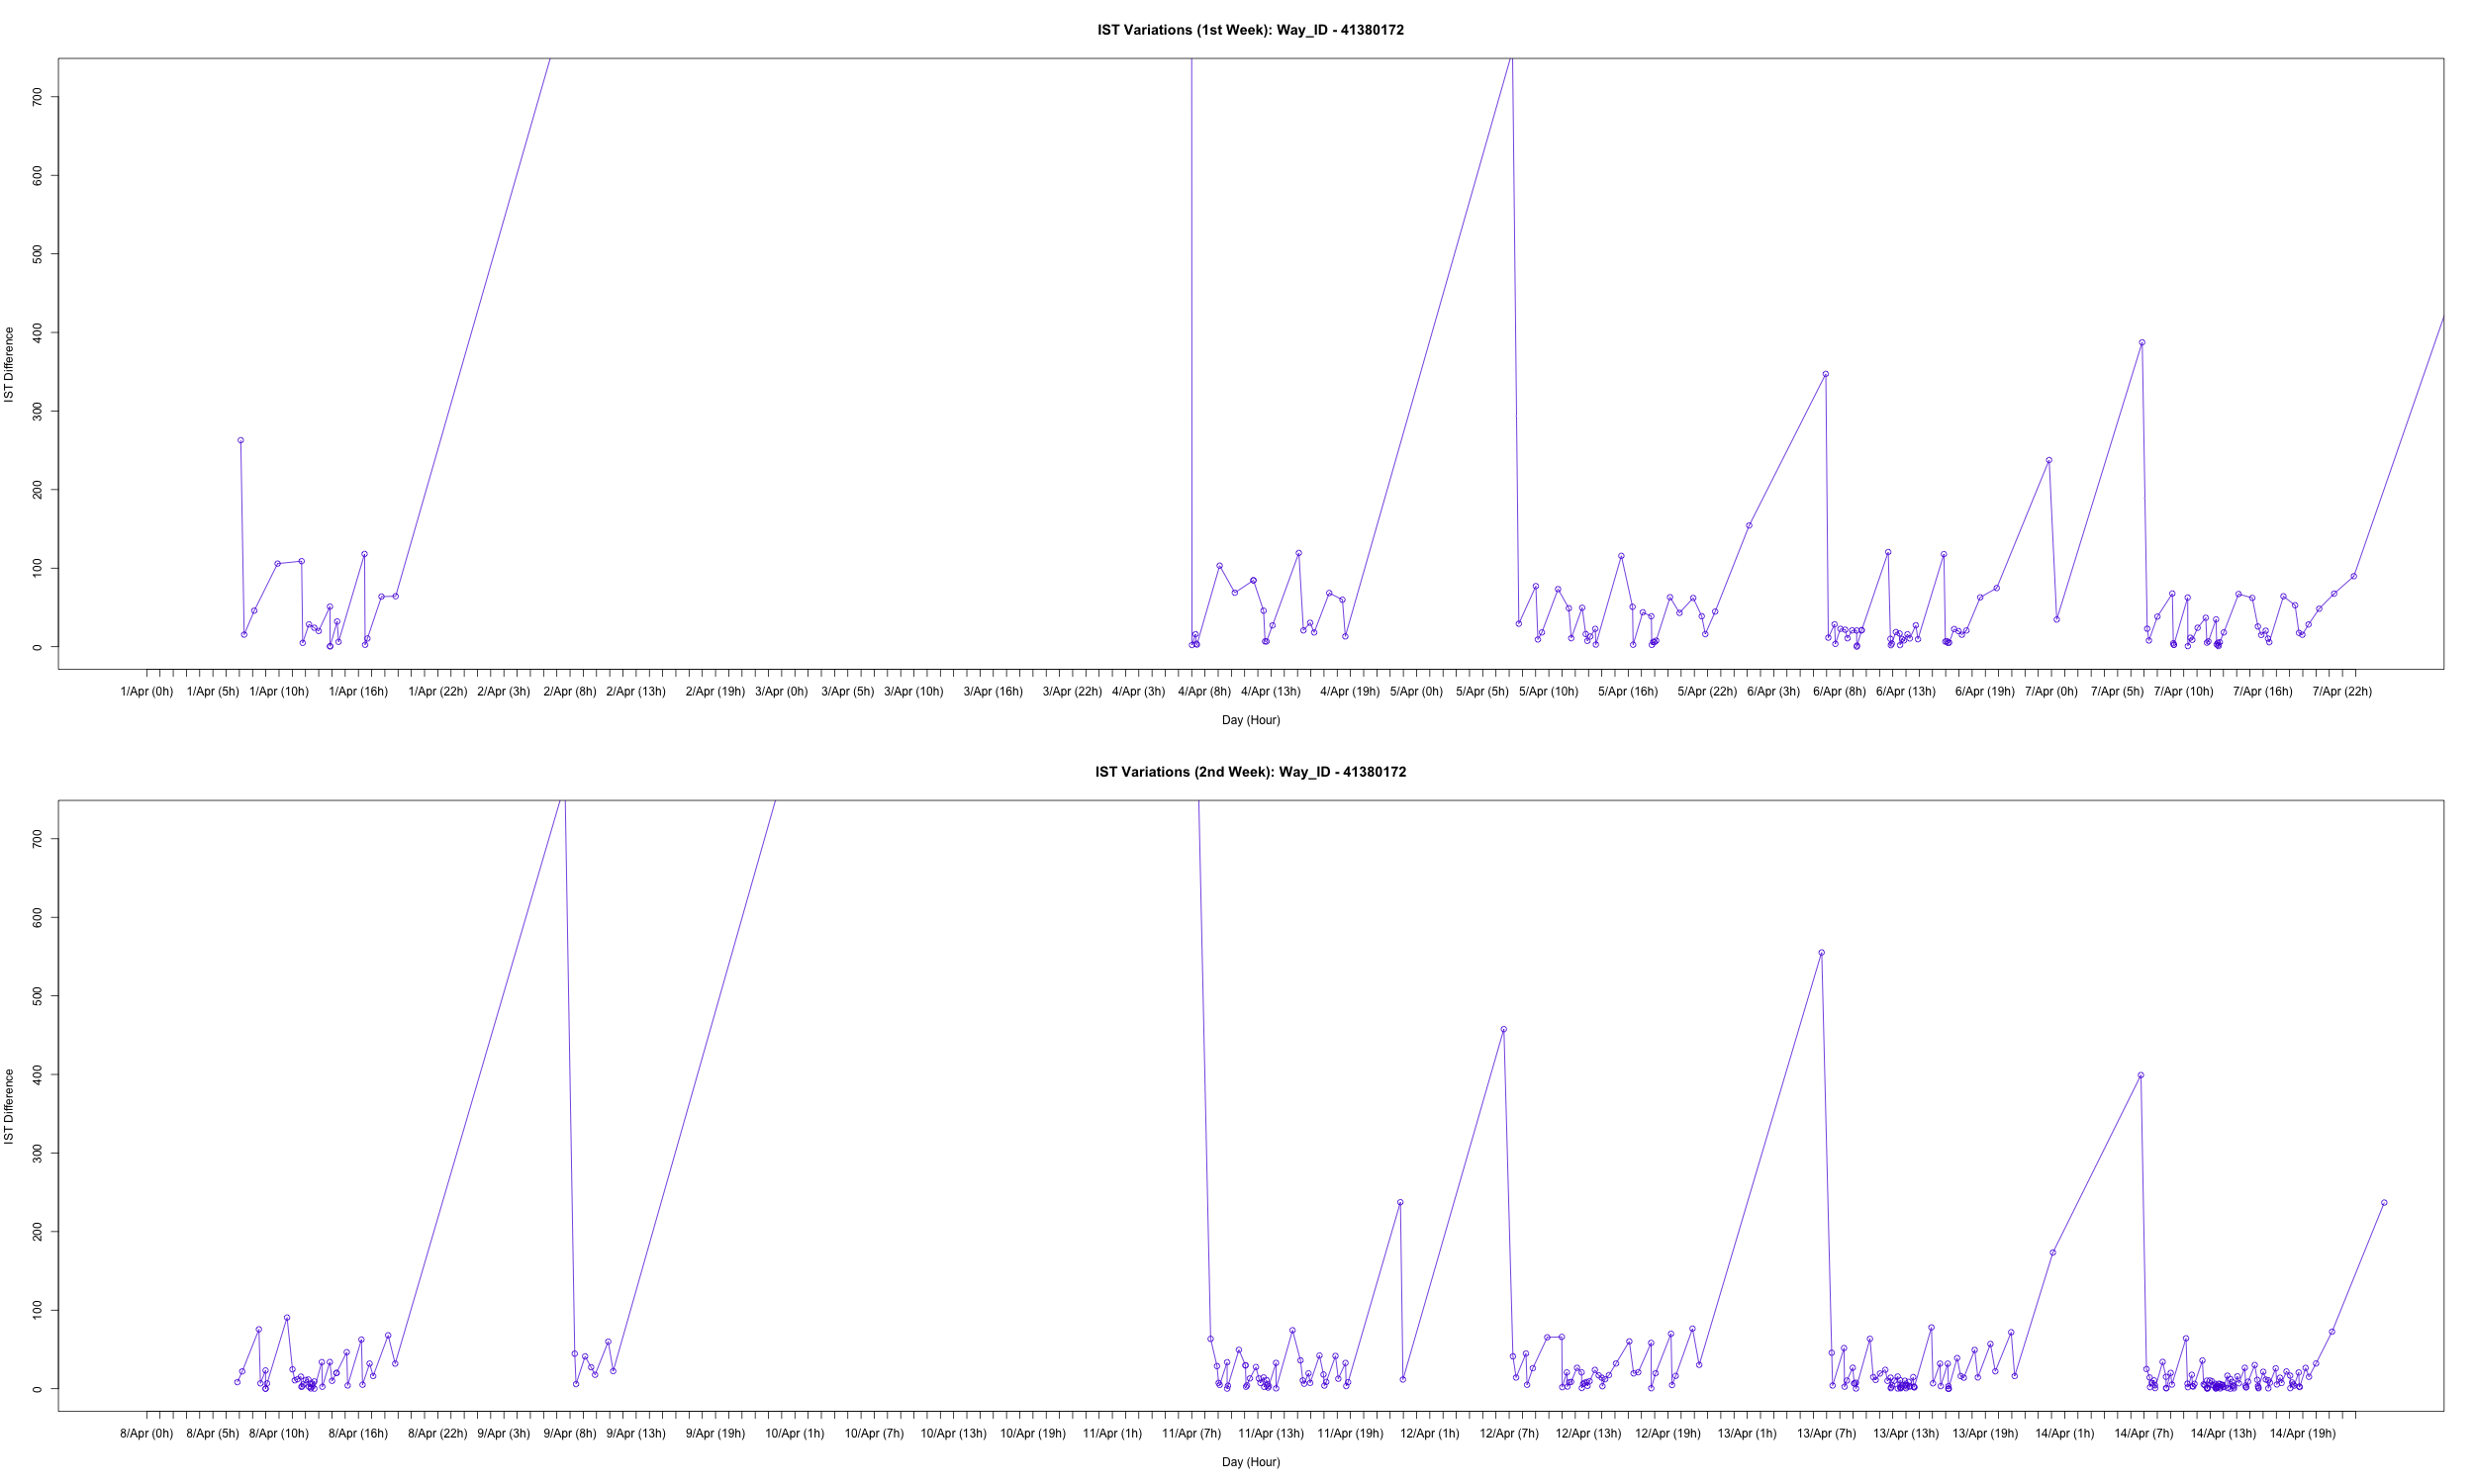 IST Variations (1st Week): Way_ID - 41380172
700
600
500
400
300
200
100
0
IST Difference
1/Apr (0h) 1/Apr (5h) 1/Apr (10h) 1/Apr (16h) 1/Apr (22h) 2/Apr (3h) 2/Apr (8h) 2/Apr (13h) 2/Apr (19h) 3/Apr (0h) 3/Apr (5h) 3/Apr (10h) 3/Apr (16h) 3/Apr (22h) 4/Apr (3h) 4/Apr (8h) 4/Apr (13h) 4/Apr (19h) 5/Apr (0h) 5/Apr (5h) 5/Apr (10h) 5/Apr (16h) 5/Apr (22h) 6/Apr (3h) 6/Apr (8h) 6/Apr (13h) 6/Apr (19h) 7/Apr (0h) 7/Apr (5h) 7/Apr (10h) 7/Apr (16h) 7/Apr (22h)
Day (Hour)
IST Variations (2nd Week): Way_ID - 41380172
700
600
500
400
300
200
100
0
IST Difference
8/Apr (0h) 8/Apr (5h) 8/Apr (10h) 8/Apr (16h) 8/Apr (22h) 9/Apr (3h) 9/Apr (8h) 9/Apr (13h) 9/Apr (19h) 10/Apr (1h) 10/Apr (7h) 10/Apr (13h) 10/Apr (19h) 11/Apr (1h) 11/Apr (7h) 11/Apr (13h) 11/Apr (19h) 12/Apr (1h) 12/Apr (7h) 12/Apr (13h) 12/Apr (19h) 13/Apr (1h) 13/Apr (7h) 13/Apr (13h) 13/Apr (19h) 14/Apr (1h) 14/Apr (7h) 14/Apr (13h) 14/Apr (19h)
Day (Hour)